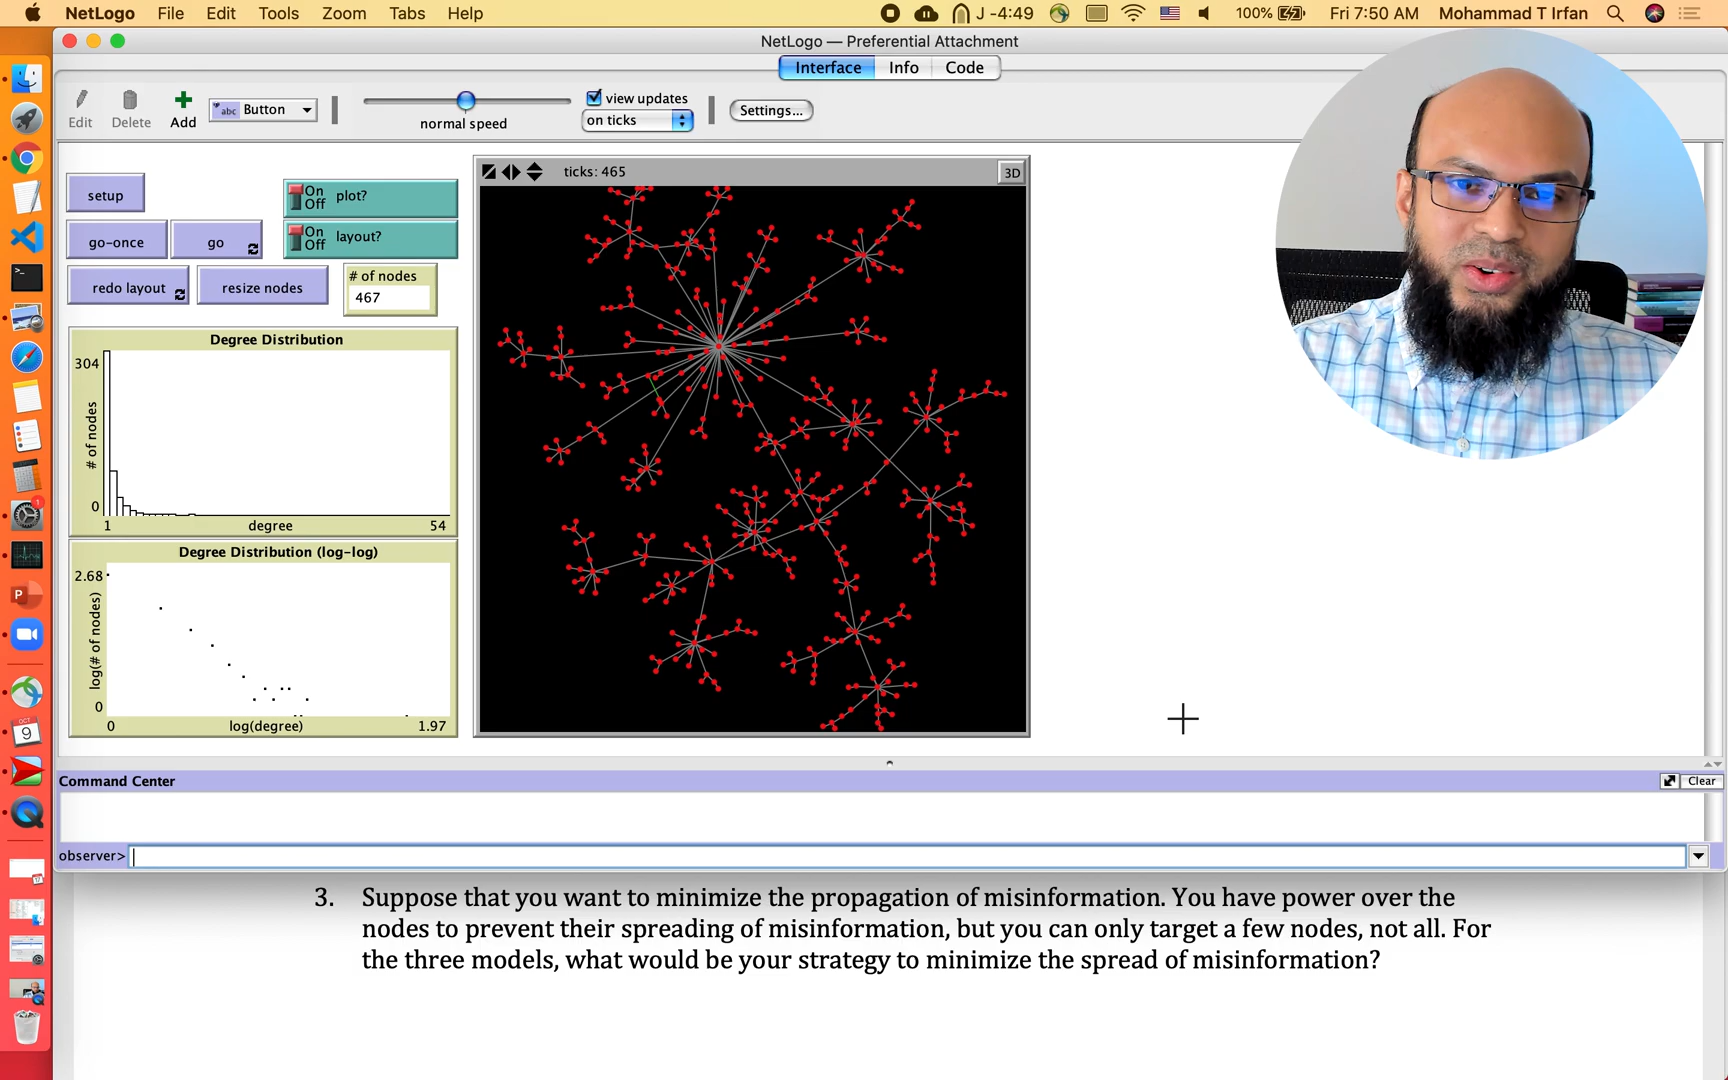 NetLogo File Edit Tools Zoom Tabs Help
J -4:49 100% Fri 7:50 AM Mohammad T Irfan
NetLogo — Preferential Attachment
Interface Info Code
Edit Delete Add
abc Button
normal speed
view updates
on ticks
Settings...
setup
On
Off
plot?
go-once go
On
Off
layout?
redo layout resize nodes
# of nodes
467
Degree Distribution
304
# of nodes
0
1 degree 54
Degree Distribution (log-log)
2.68
log(# of nodes)
0
0 log(degree) 1.97
ticks: 465
3D
Command Center
Clear
observer>
3. Suppose that you want to minimize the propagation of misinformation. You have power over the
nodes to prevent their spreading of misinformation, but you can only target a few nodes, not all. For
the three models, what would be your strategy to minimize the spread of misinformation?
1
P
OCT
9